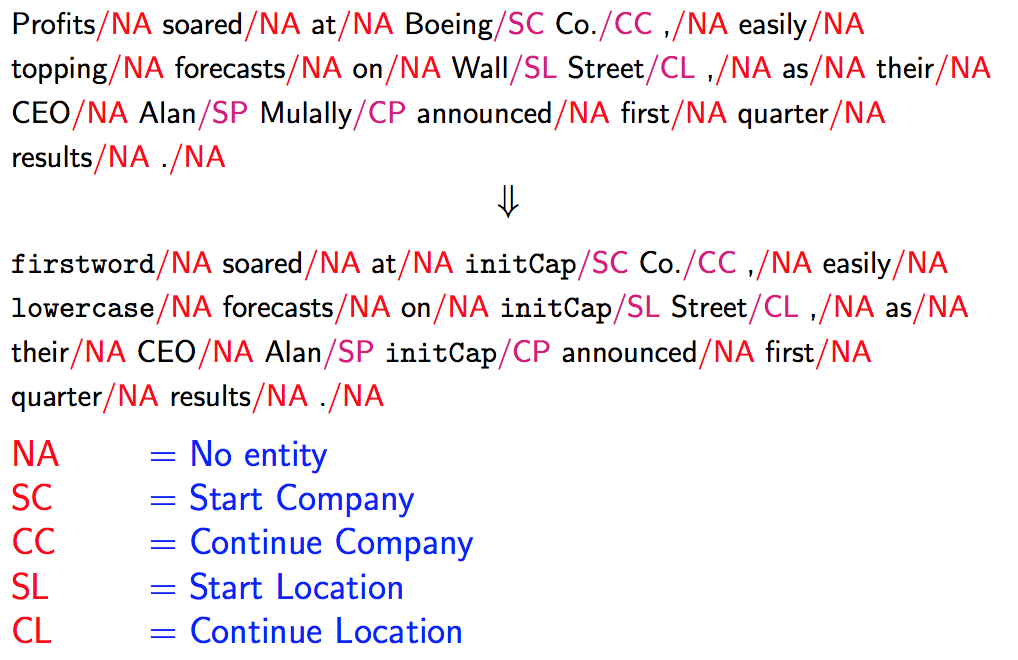 Profits/NA soared/NA at/NA Boeing/SC Co./CC ,/NA easily/NA
topping/NA forecasts/NA on/NA Wall/SL Street/CL ,/NA as/NA their/NA
CEO/NA Alan/SP Mulally/CP announced/NA first/NA quarter/NA
results/NA ./NA
⇓
firstword/NA soared/NA at/NA initCap/SC Co./CC ,/NA easily/NA
lowercase/NA forecasts/NA on/NA initCap/SL Street/CL ,/NA as/NA
their/NA CEO/NA Alan/SP initCap/CP announced/NA first/NA
quarter/NA results/NA ./NA
NA = No entity
SC = Start Company
CC = Continue Company
SL = Start Location
CL = Continue Location